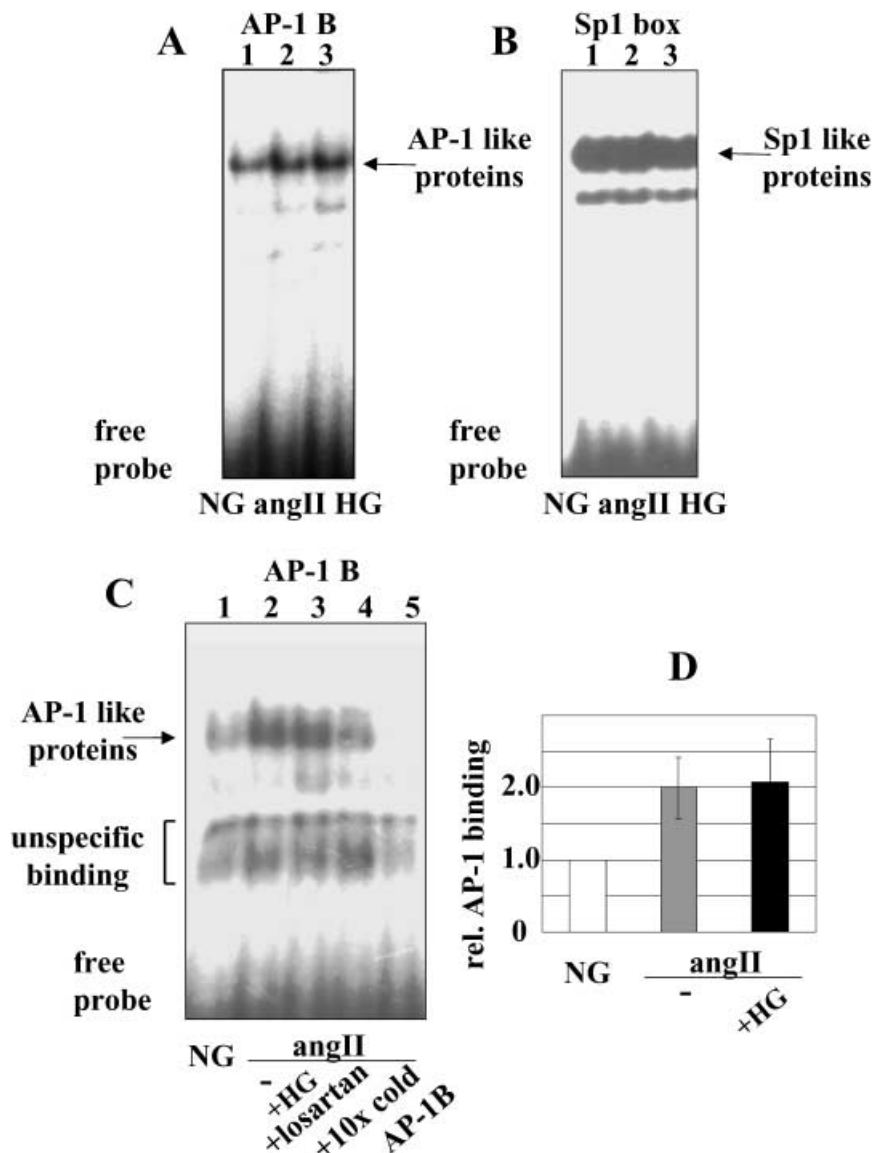 A
AP-1 B
1 2 3
AP-1 like
proteins
free
probe
NG angII HG
B
Sp1 box
1 2 3
Sp1 like
proteins
free
probe
NG angII HG
C
AP-1 B
1 2 3 4 5
AP-1 like
proteins
unspecific
binding
free
probe
NG
angII
-
+HG
+losartan
+10x cold
AP-1B
D
rel. AP-1 binding
2.0
1.0
0
NG
angII
-
+HG